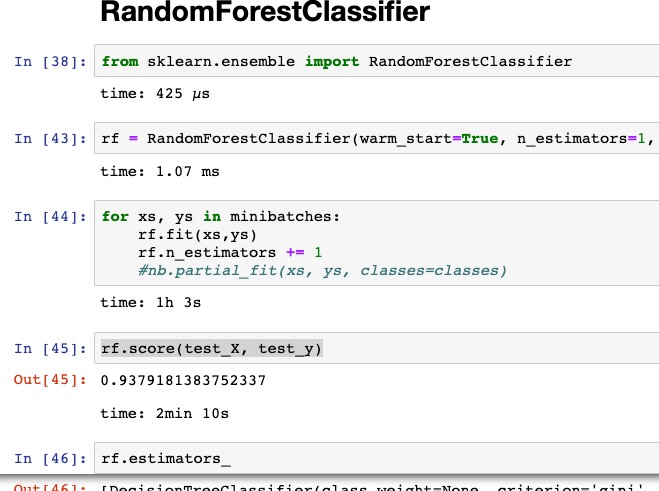 RandomForestClassifier
In [38]: from sklearn.ensemble import RandomForestClassifier
time: 425 µs
In [43]: rf = RandomForestClassifier(warm_start=True, n_estimators=1,
time: 1.07 ms
In [44]: for xs, ys in minibatches:
rf.fit(xs,ys)
rf.n_estimators += 1
#nb.partial_fit(xs, ys, classes=classes)
time: 1h 3s
In [45]: rf.score(test_X, test_y)
Out[45]: 0.9379181383752337
time: 2min 10s
In [46]: rf.estimators_
Out[46]: [DecisionTreeClassifier(class_weight=None, criterion='gini',